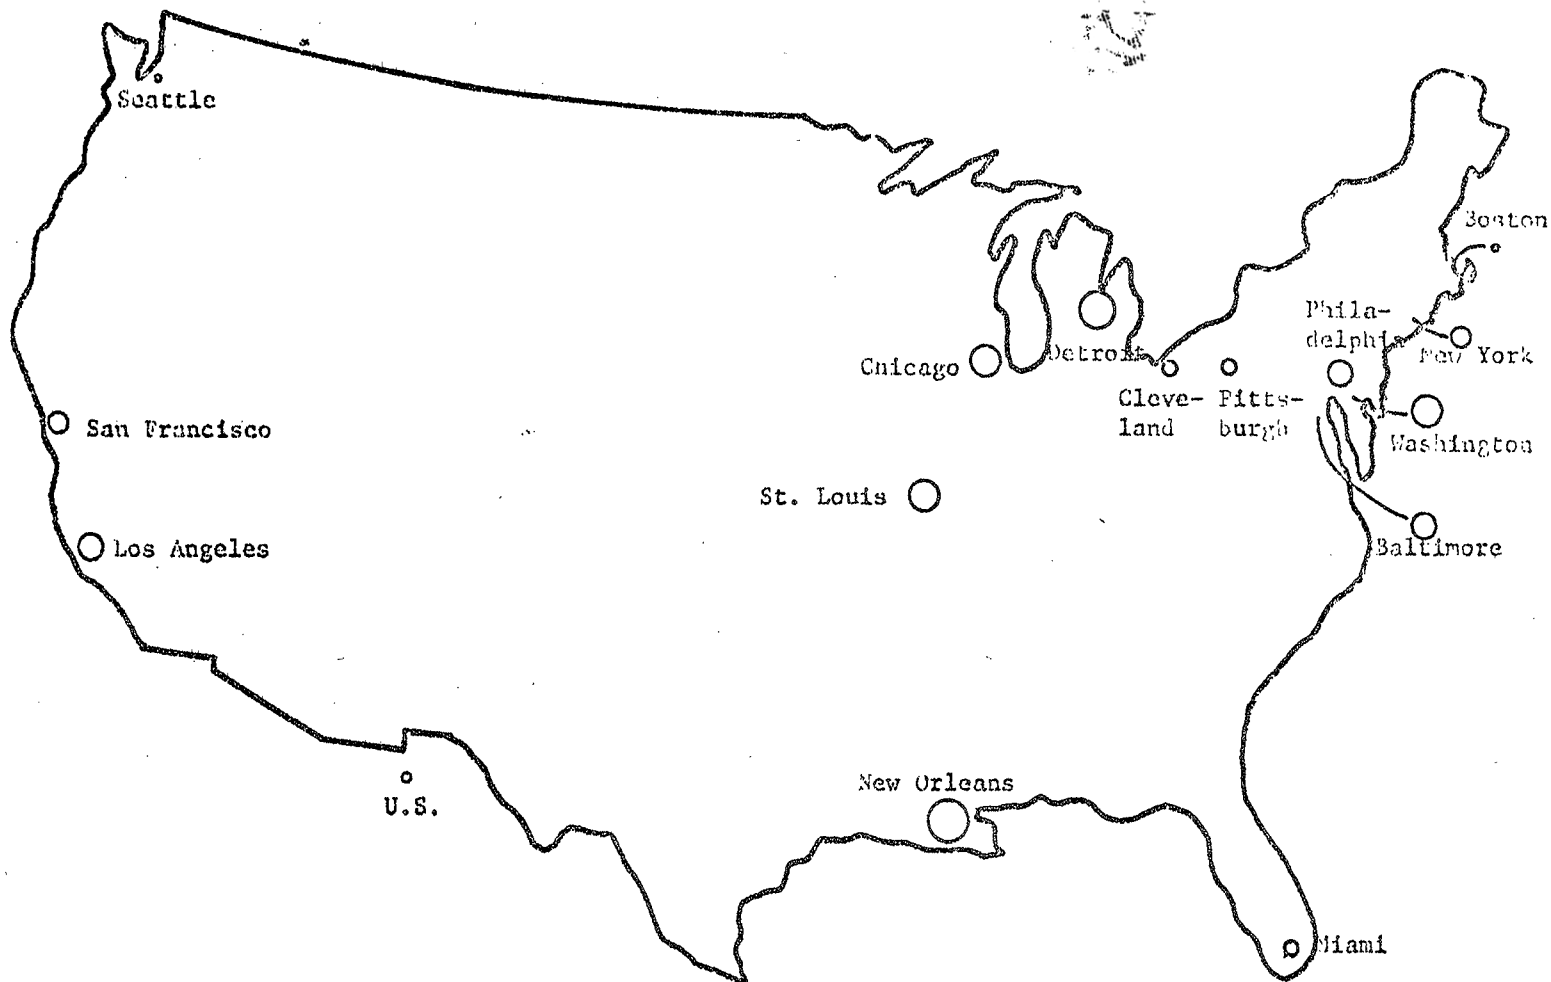 Seattle
Boston
Phila-
delphia
New York
Chicago
Detroit
Cleve-
land
Pitts-
burgh
Washington
San Francisco
St. Louis
Los Angeles
Baltimore
New Orleans
U.S.
Miami